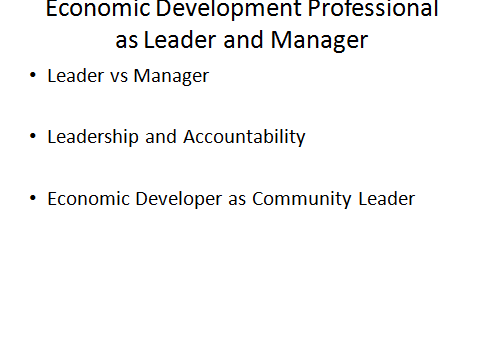 Economic Development Professional
as Leader and Manager
• Leader vs Manager
• Leadership and Accountability
• Economic Developer as Community Leader